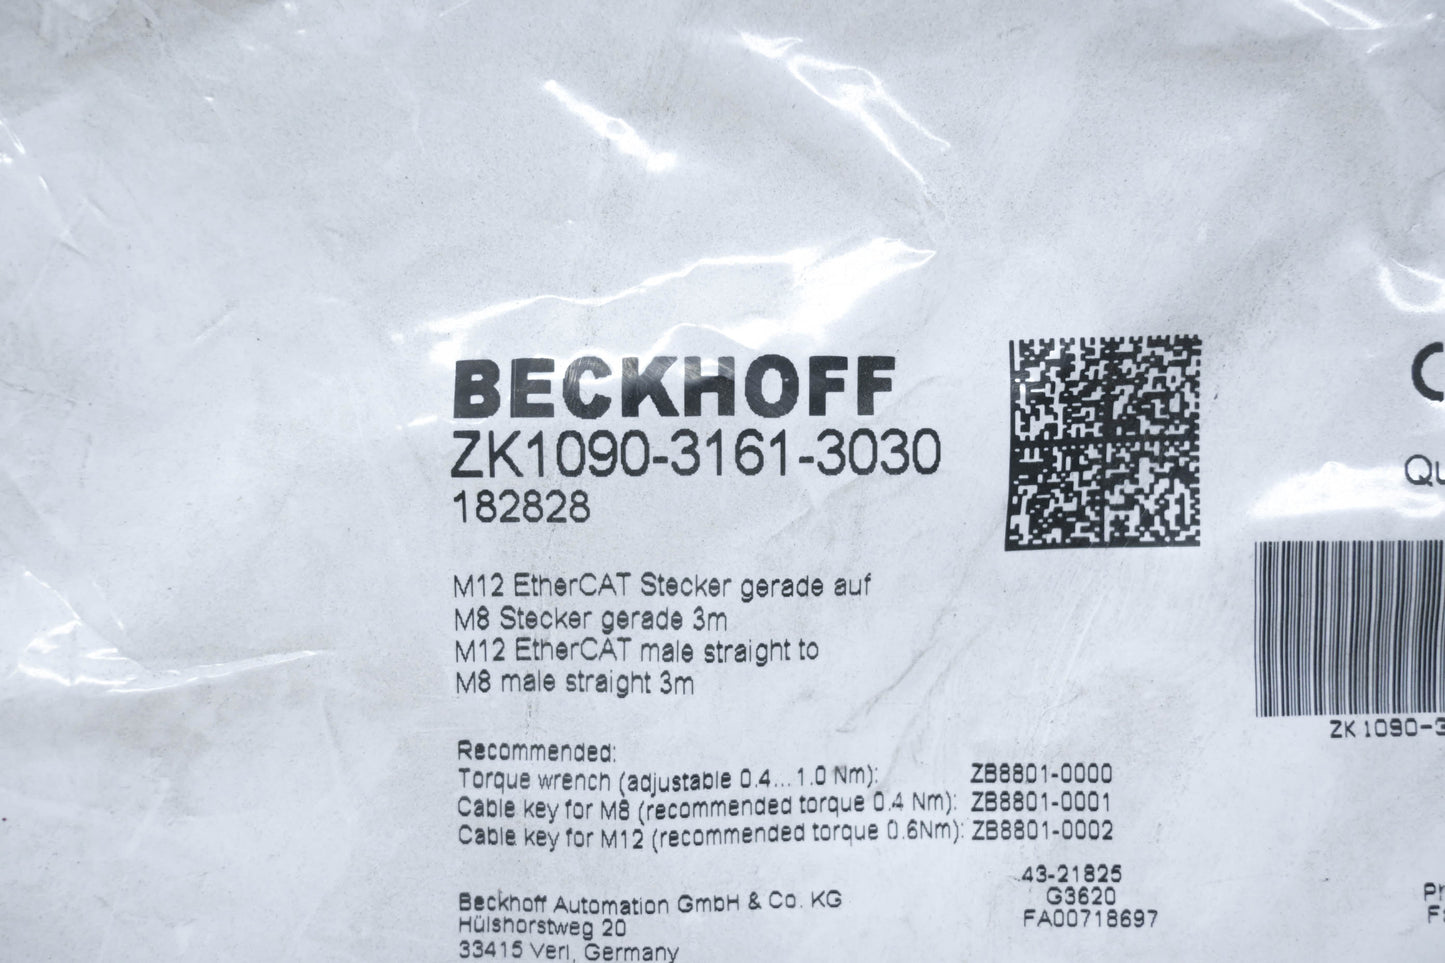 BECKHOFF
ZK1090-3161-3030
182828
M12 EtherCAT Stecker gerade auf
M8 Stecker gerade 3m
M12 EtherCAT male straight to
M8 male straight 3m
ZK1090-3
Recommended:
Torque wrench (adjustable 0.4...1.0 Nm): ZB8801-0000
Cable key for M8 (recommended torque 0.4 Nm): ZB8801-0001
Cable key for M12 (recommended torque 0.6Nm): ZB8801-0002
43-21825
G3620
FA00718697
Beckhoff Automation GmbH & Co. KG
Hülshorstweg 20
33415 Verl, Germany